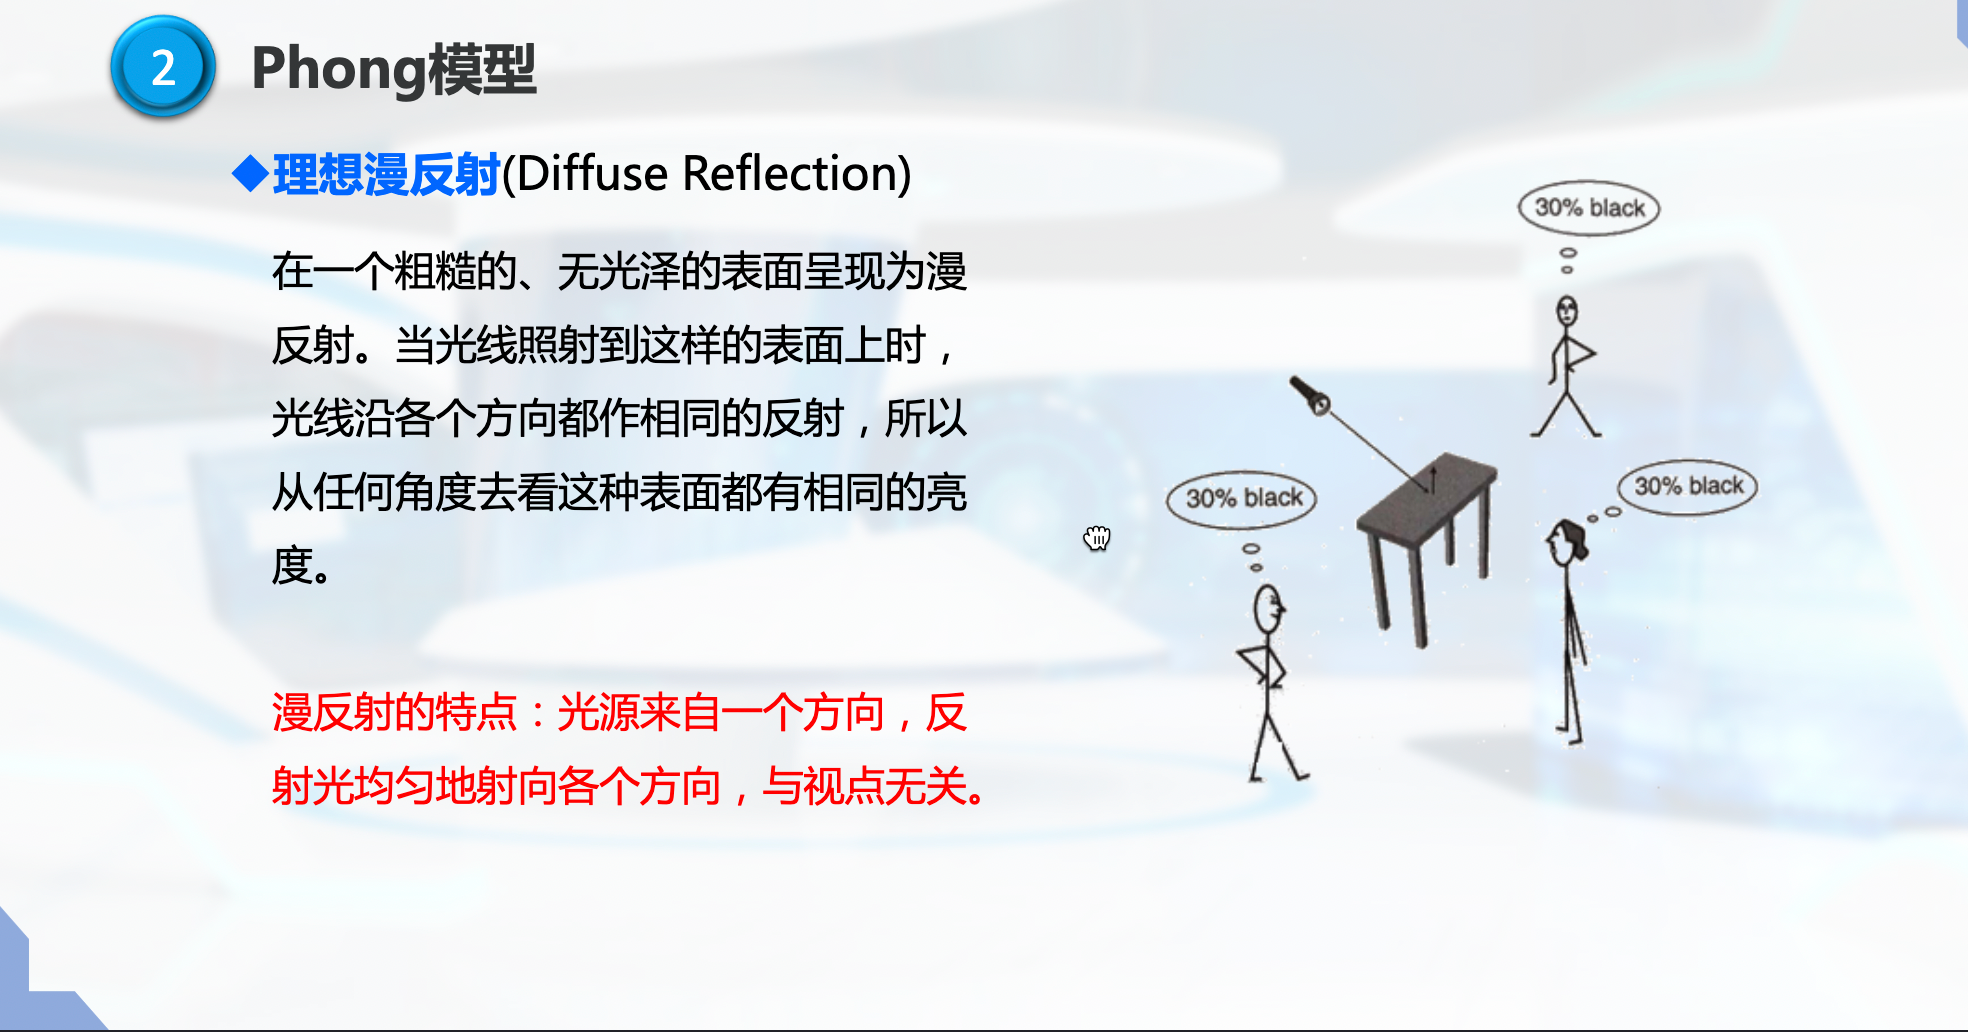 2
Phong模型
◆理想漫反射(Diffuse Reflection)
在一个粗糙的、无光泽的表面呈现为漫
反射。当光线照射到这样的表面上时，
光线沿各个方向都作相同的反射，所以
从任何角度去看这种表面都有相同的亮
度。
漫反射的特点：光源来自一个方向，反
射光均匀地射向各个方向，与视点无关。
30% black
30% black
30% black